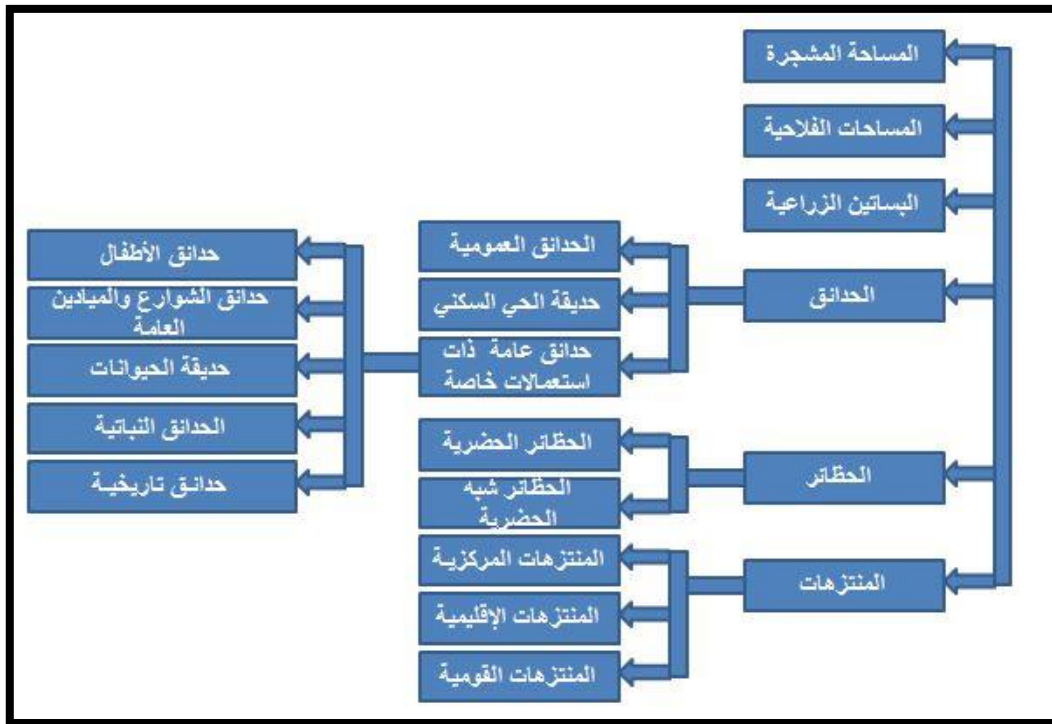 المساحة المشجرة
المساحات الفلاحية
البساتين الزراعية
الحدائق
الحظائر
المنتزهات
الحدائق العمومية
حديقة الحي السكني
حدائق عامة ذات
استعمالات خاصة
الحظائر الحضرية
الحظائر شبه
الحضرية
المنتزهات المركزية
المنتزهات الإقليمية
المنتزهات القومية
حدائق الأطفال
حدائق الشوارع والميادين
العامة
حديقة الحيوانات
الحدائق النباتية
حدائق تاريخية